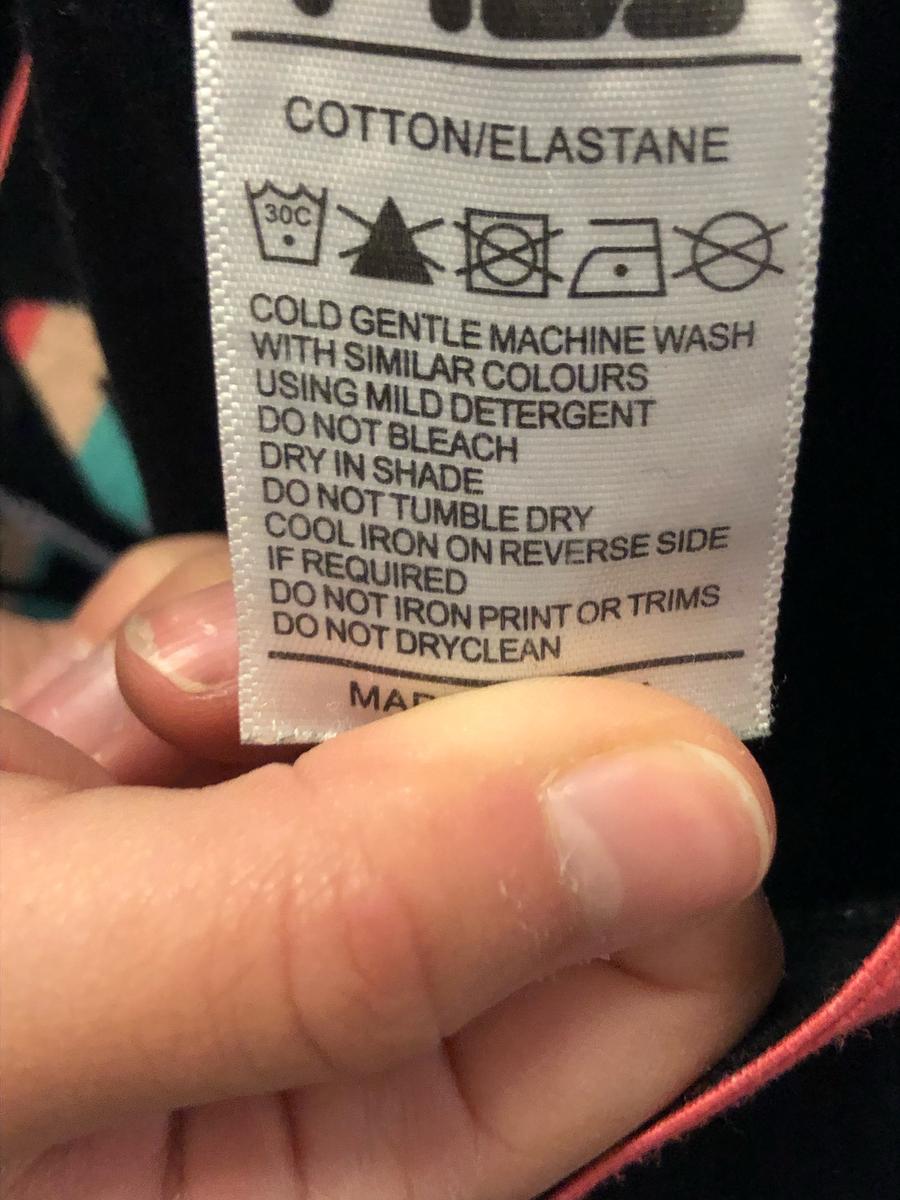 COTTON/ELASTANE
30C
COLD GENTLE MACHINE WASH
WITH SIMILAR COLOURS
USING MILD DETERGENT
DO NOT BLEACH
DRY IN SHADE
DO NOT TUMBLE DRY
COOL IRON ON REVERSE SIDE
IF REQUIRED
DO NOT IRON PRINT OR TRIMS
DO NOT DRYCLEAN